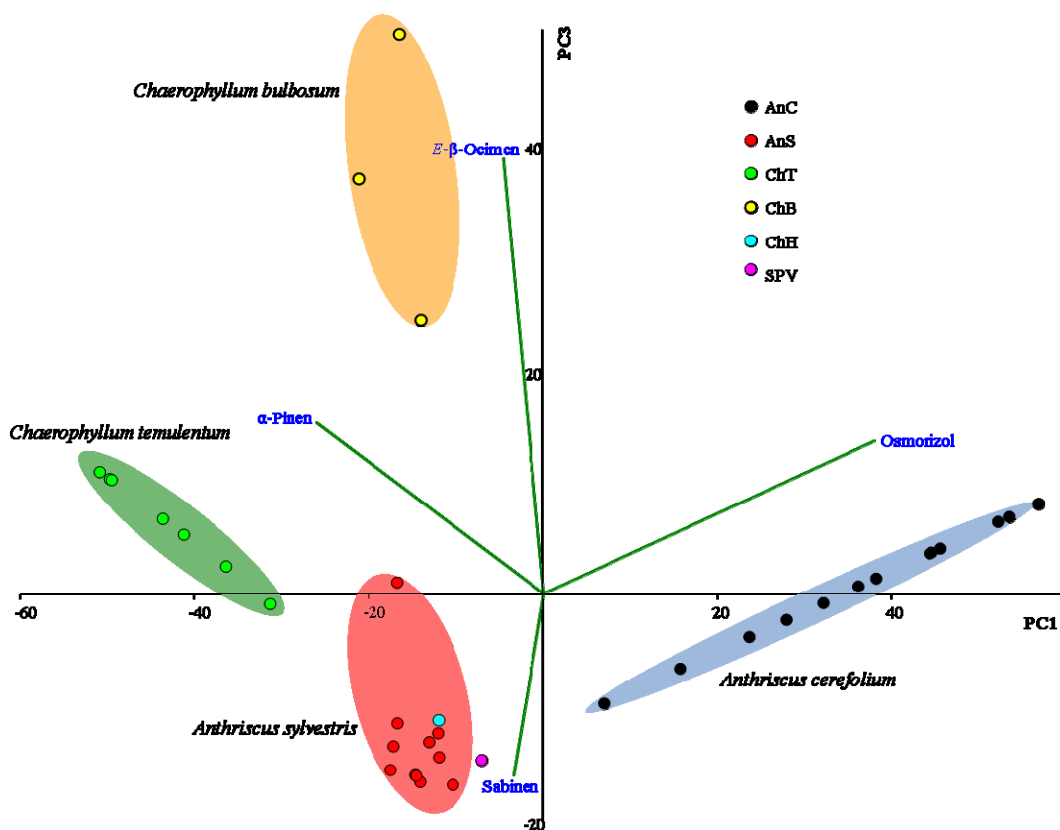 PC3
Chaerophyllum bulbosum
AnC
AnS
ChT
ChB
ChH
SPV
E-β-Ocimen
40
20
α-Pinen
Chaerophyllum temulentum
Osmorizol
-60
-40
-20
20
40
PC1
Anthriscus cerefolium
Anthriscus sylvestris
Sabinen
-20